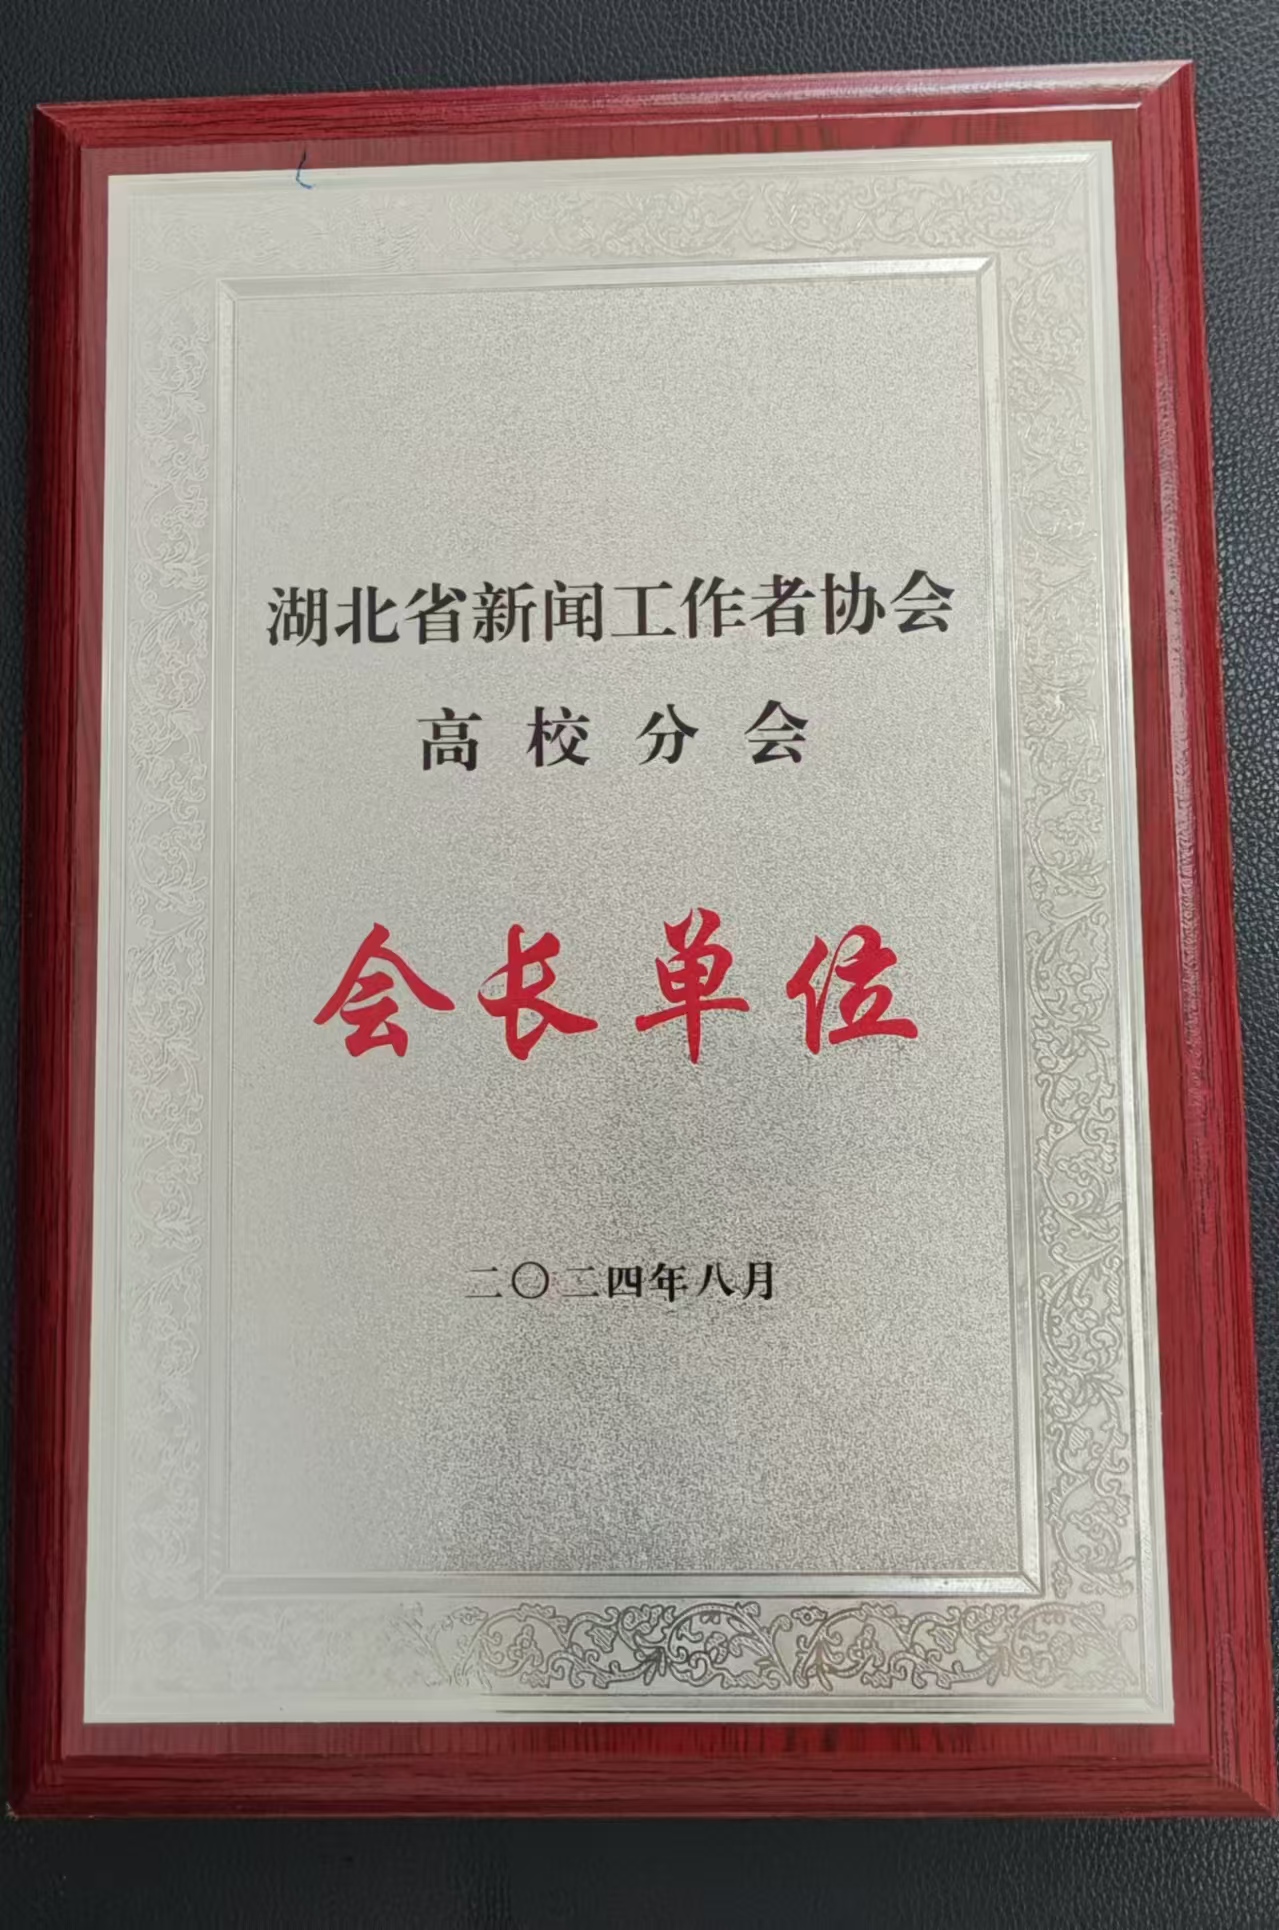 湖北省新闻工作者协会
高校分会
会长单位
二〇二四年八月